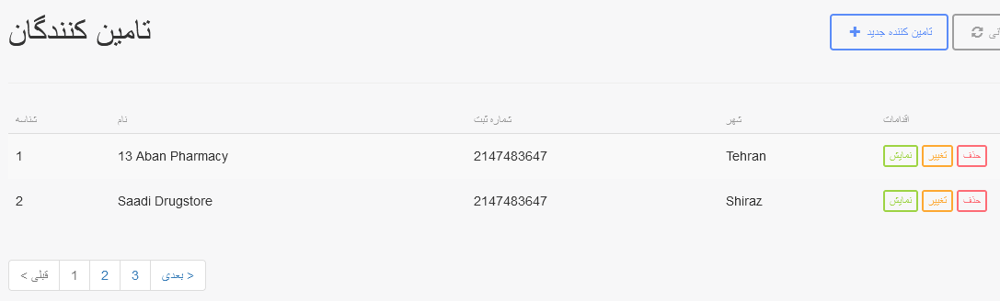 تامین کنندگان
تامین کننده جدید
شناسه نام شماره ثبت شهر اقدامات
1 13 Aban Pharmacy 2147483647 Tehran نمایش تغییر حذف
2 Saadi Drugstore 2147483647 Shiraz نمایش تغییر حذف
< قبلی 1 2 3 بعدی >